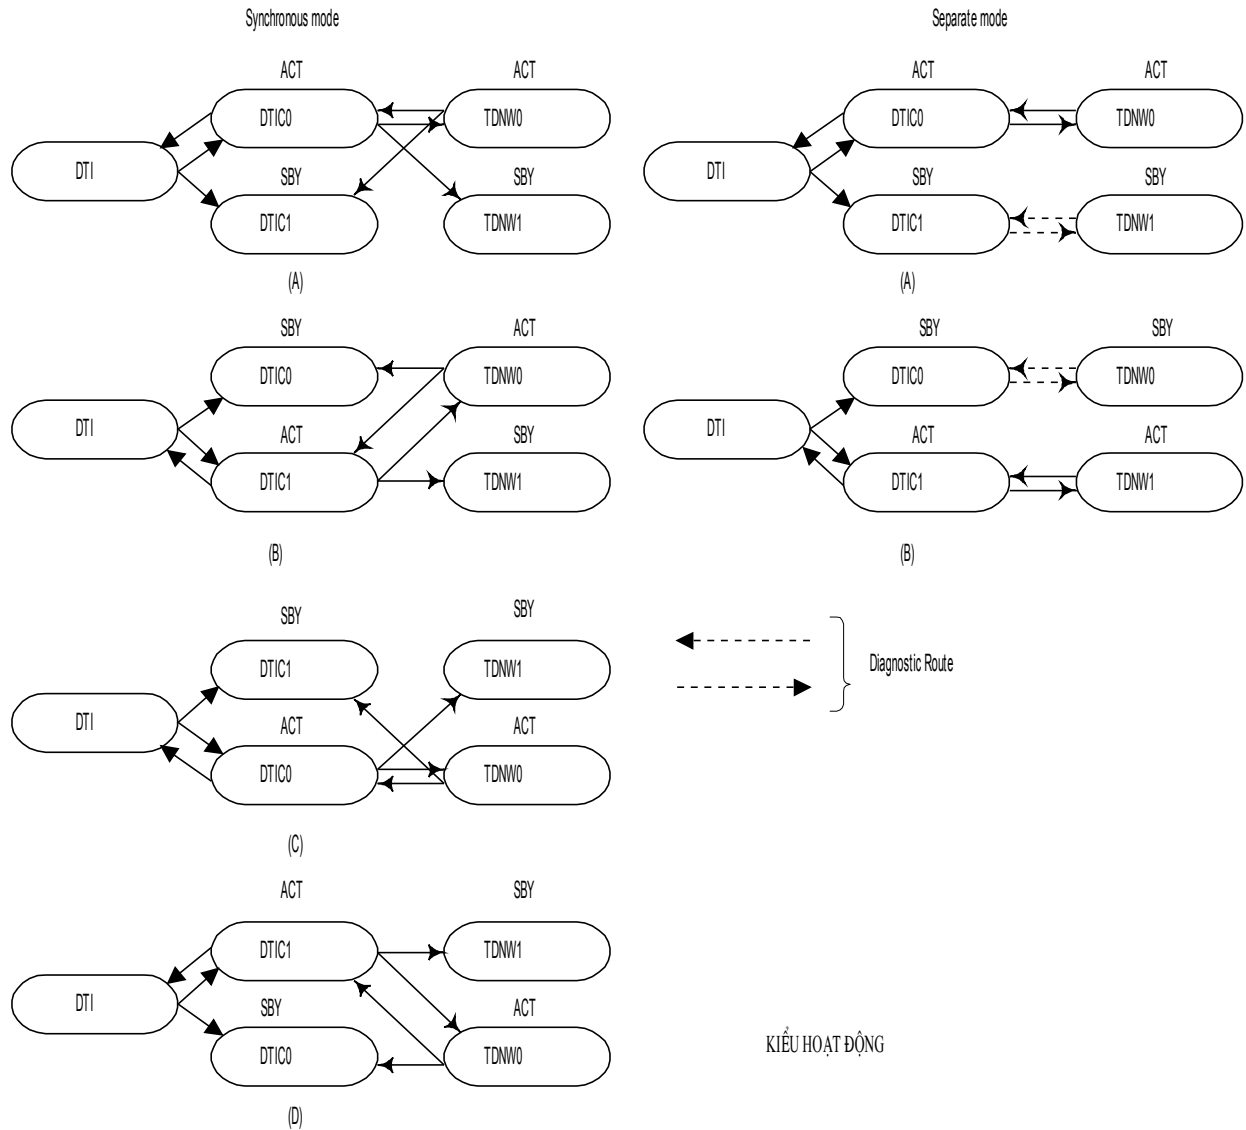 Synchronous mode
Separate mode
ACT
ACT
DTIC0
TDNW0
DTI
SBY
SBY
DTIC1
TDNW1
(A)
ACT
ACT
DTIC0
TDNW0
DTI
SBY
SBY
DTIC1
TDNW1
(A)
SBY
ACT
DTIC0
TDNW0
DTI
ACT
SBY
DTIC1
TDNW1
(B)
SBY
SBY
DTIC0
TDNW0
DTI
ACT
ACT
DTIC1
TDNW1
(B)
SBY
SBY
DTIC1
TDNW1
DTI
ACT
ACT
DTIC0
TDNW0
(C)
Diagnostic Route
ACT
SBY
DTIC1
TDNW1
DTI
SBY
ACT
DTIC0
TDNW0
(D)
KIỂU HOẠT ĐỘNG